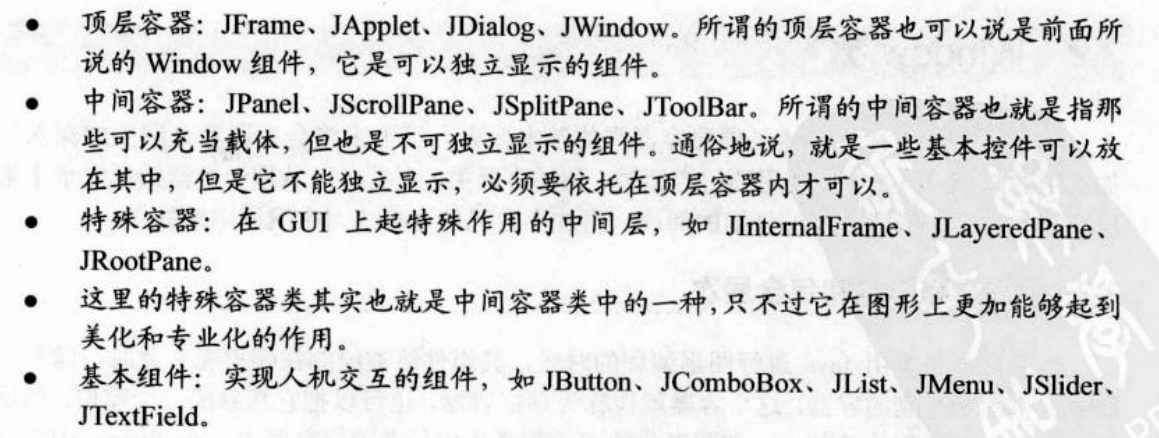 ● 顶层容器：JFrame、JApplet、JDialog、JWindow。所谓的顶层容器也可以说是前面所
说的 Window 组件，它是可以独立显示的组件。
● 中间容器：JPanel、JScrollPane、JSplitPane、JToolBar。所谓的中间容器也就是指那
些可以充当载体，但也是不可独立显示的组件。通俗地说，就是一些基本控件可以放
在其中，但是它不能独立显示，必须要依托在顶层容器内才可以。
● 特殊容器：在 GUI 上起特殊作用的中间层，如 JInternalFrame、JLayeredPane、
JRootPane。
● 这里的特殊容器类其实也就是中间容器类中的一种，只不过它在图形上更加能够起到
美化和专业化的作用。
● 基本组件：实现人机交互的组件，如 JButton、JComboBox、JList、JMenu、JSlider、
JTextField。